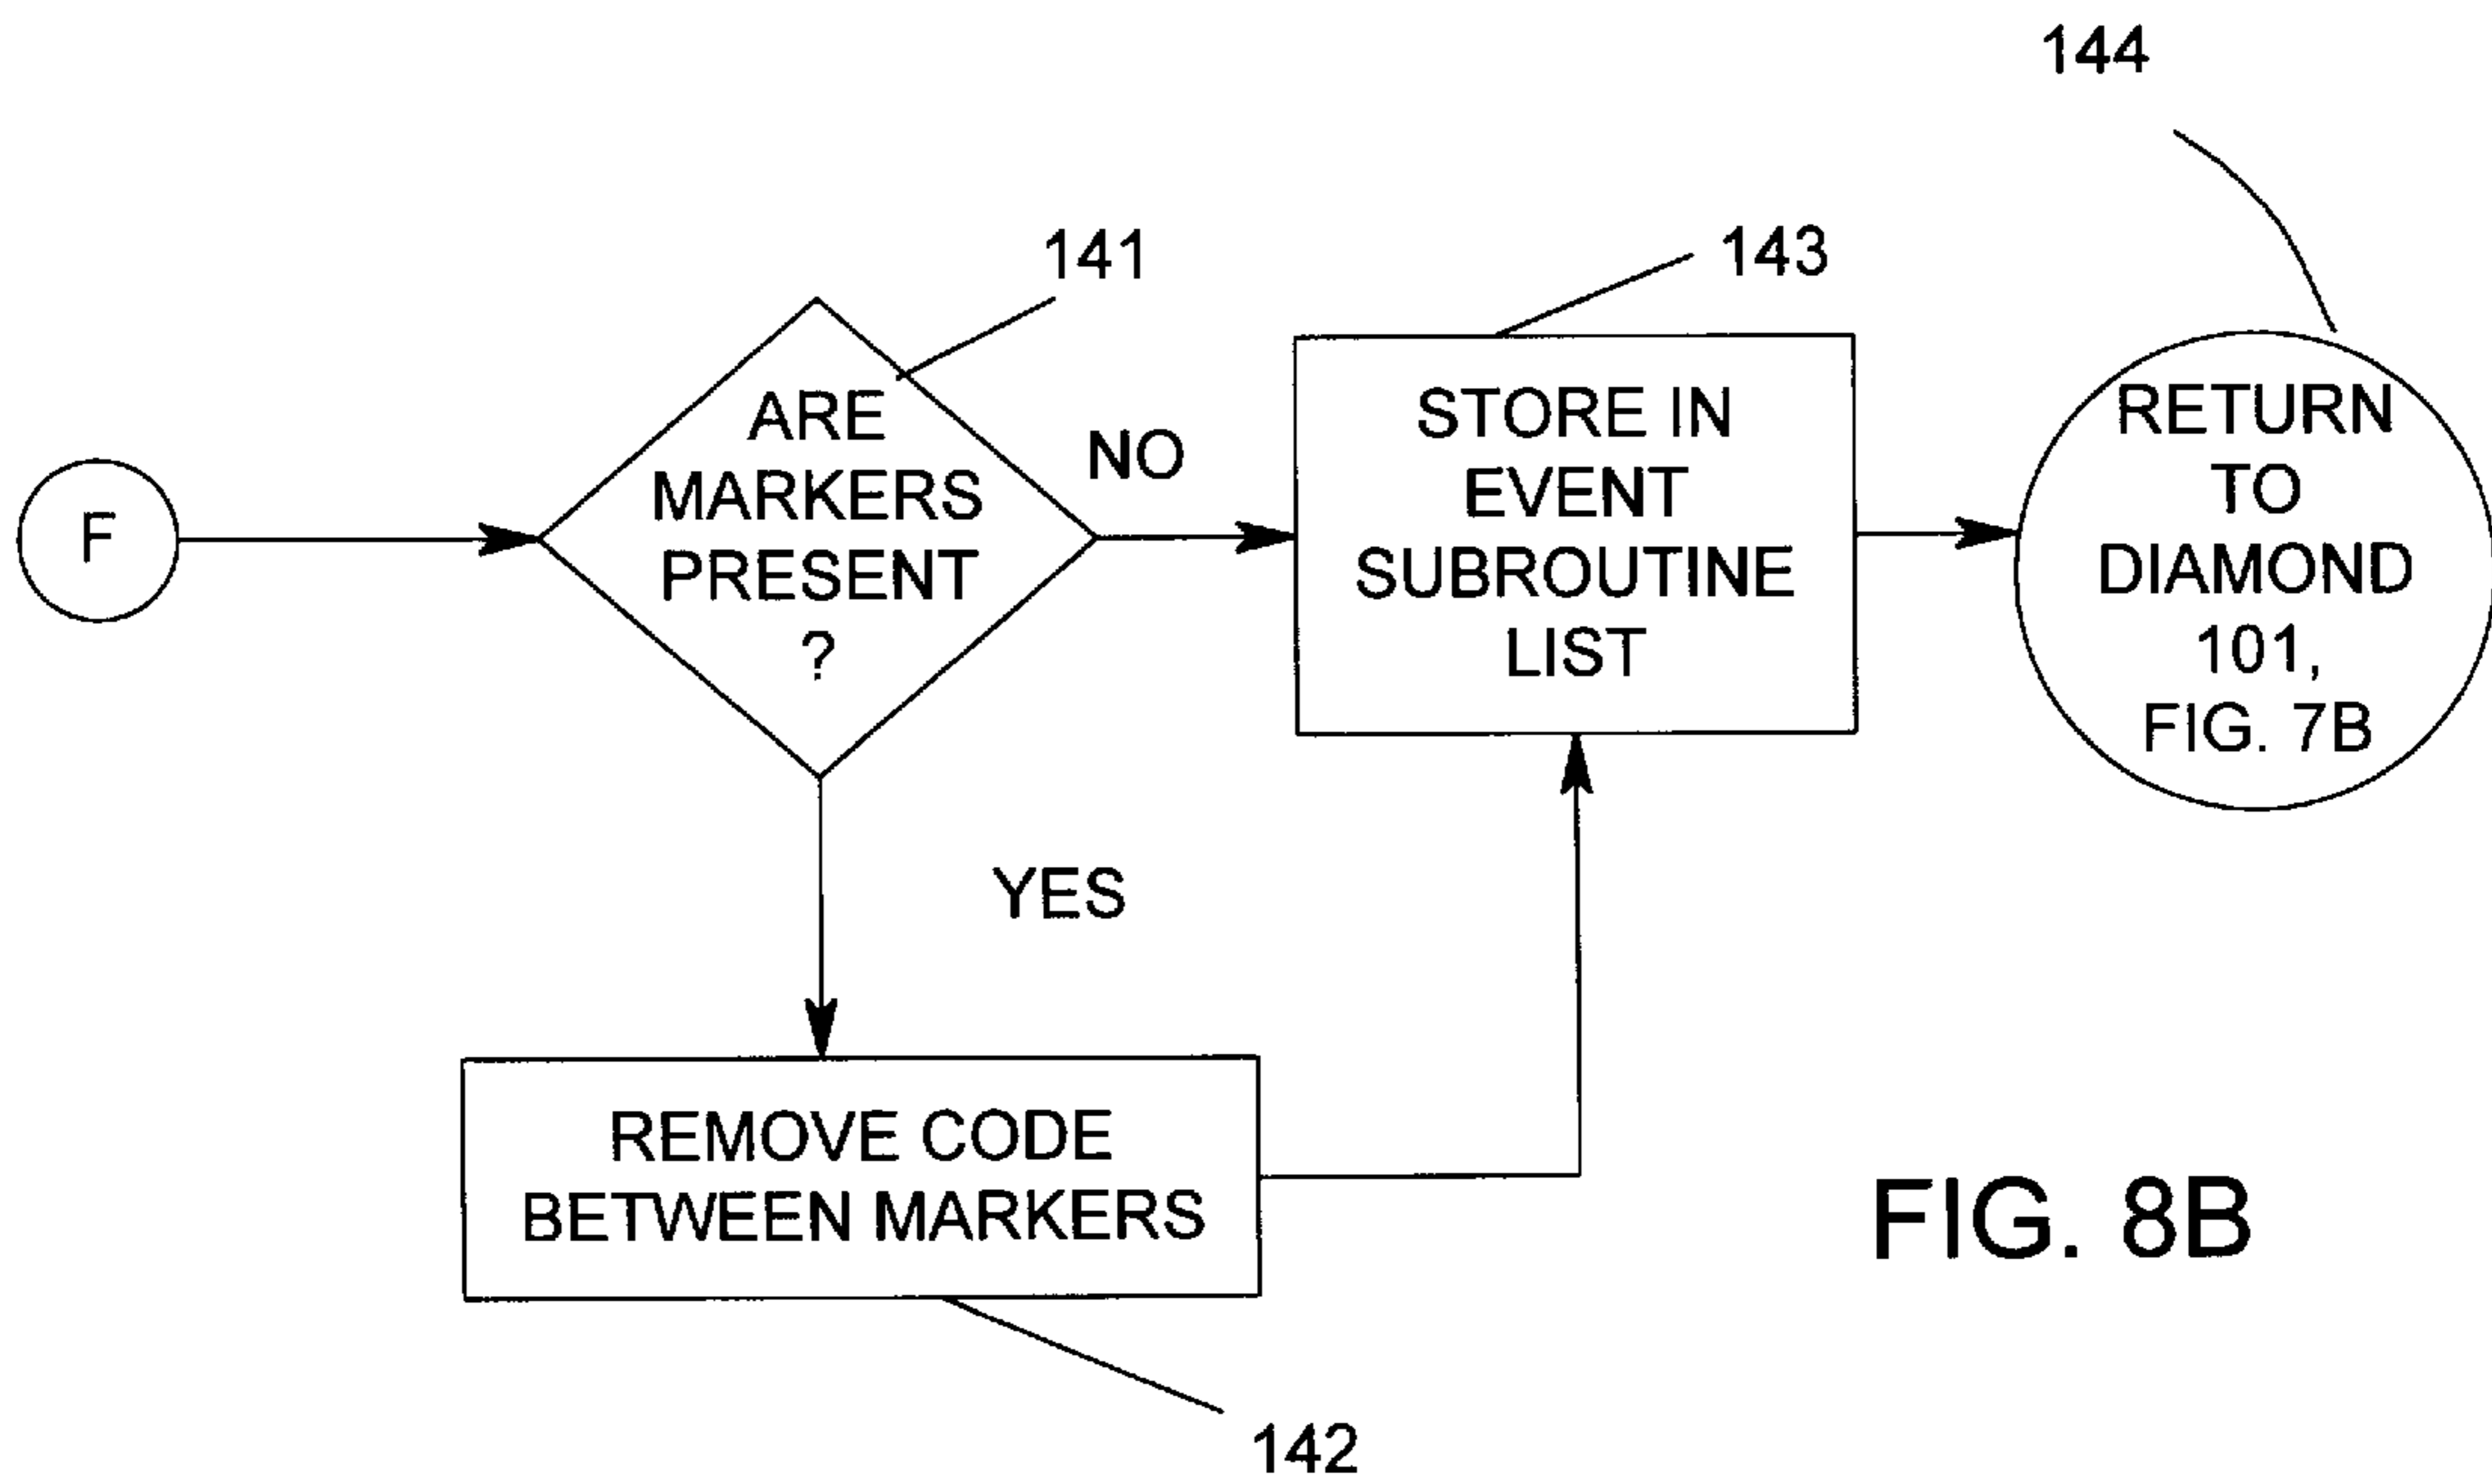 144
141
143
F
ARE
MARKERS
PRESENT
?
NO
STORE IN
EVENT
SUBROUTINE
LIST
RETURN
TO
DIAMOND
101,
FIG. 7B
YES
REMOVE CODE
BETWEEN MARKERS
142
FIG. 8B